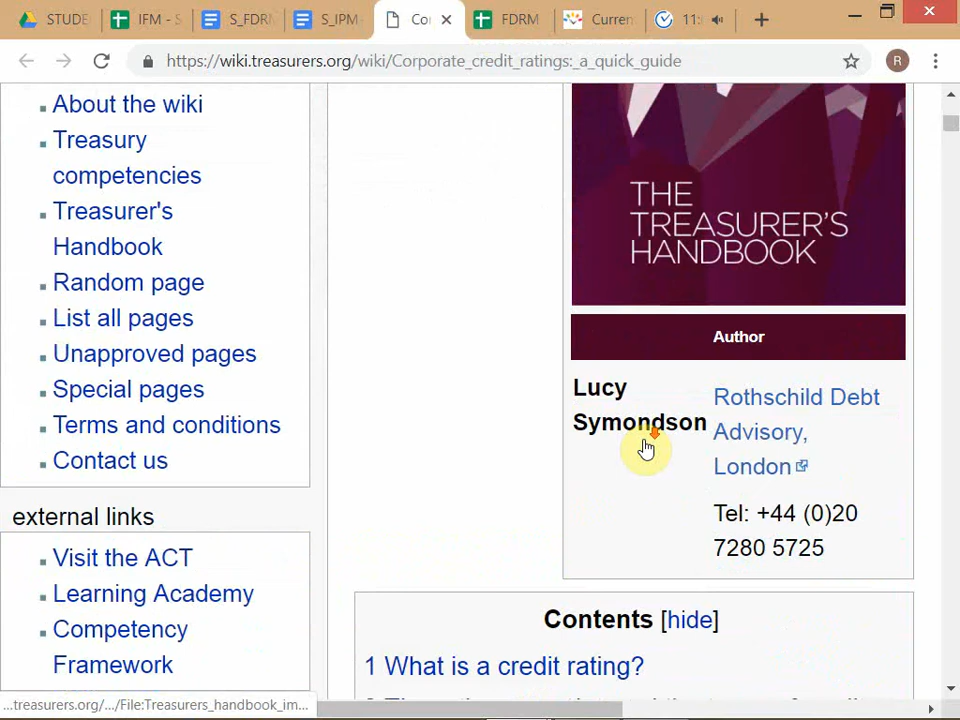 STUDE
IFM - S
S_FDRM
S_IPM
Co
FDRM
Curren
11:
https://wiki.treasurers.org/wiki/Corporate_credit_ratings:_a_quick_guide
R
About the wiki
Treasury
competencies
Treasurer's
Handbook
Random page
List all pages
Unapproved pages
Special pages
Terms and conditions
Contact us
external links
Visit the ACT
Learning Academy
Competency
Framework
...treasurers.org/.../File:Treasurers_handbook_im...
THE
TREASURER'S
HANDBOOK
Author
Lucy
Symondson
Rothschild Debt
Advisory,
London
Tel: +44 (0)20
7280 5725
Contents [hide]
1 What is a credit rating?